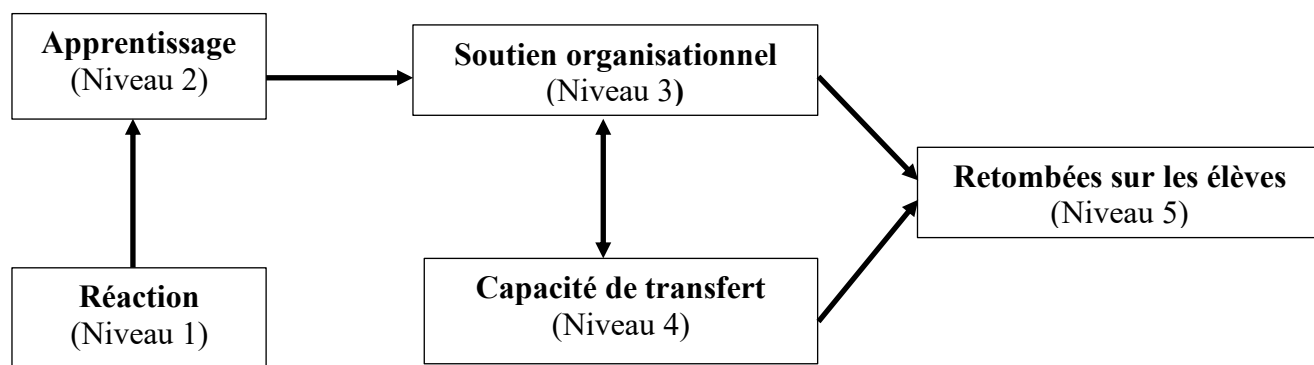 Apprentissage
(Niveau 2)
Soutien organisationnel
(Niveau 3)
Retombées sur les élèves
(Niveau 5)
Réaction
(Niveau 1)
Capacité de transfert
(Niveau 4)